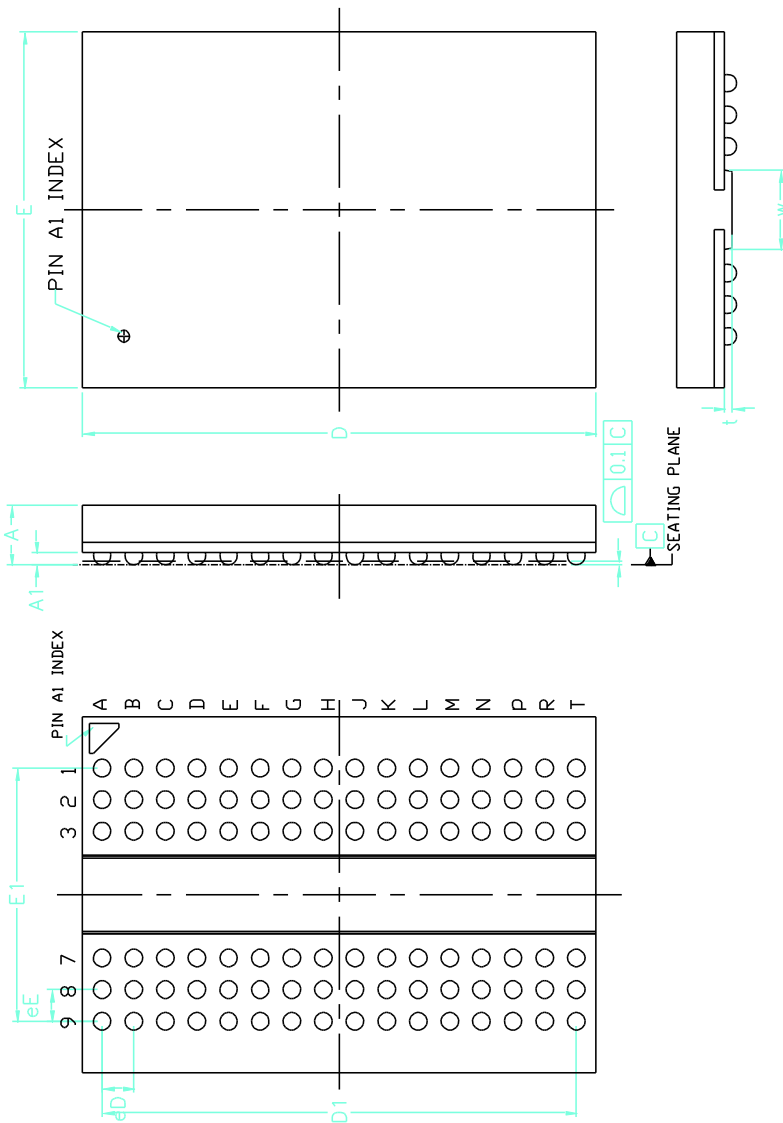 E
PIN A1 INDEX
D
W
t
A
A1
0.1 C
C
SEATING PLANE
PIN A1 INDEX
A B C D E F G H J K L M N P R T
1
2
3
7
8
9
E1
eE
eD1
D1